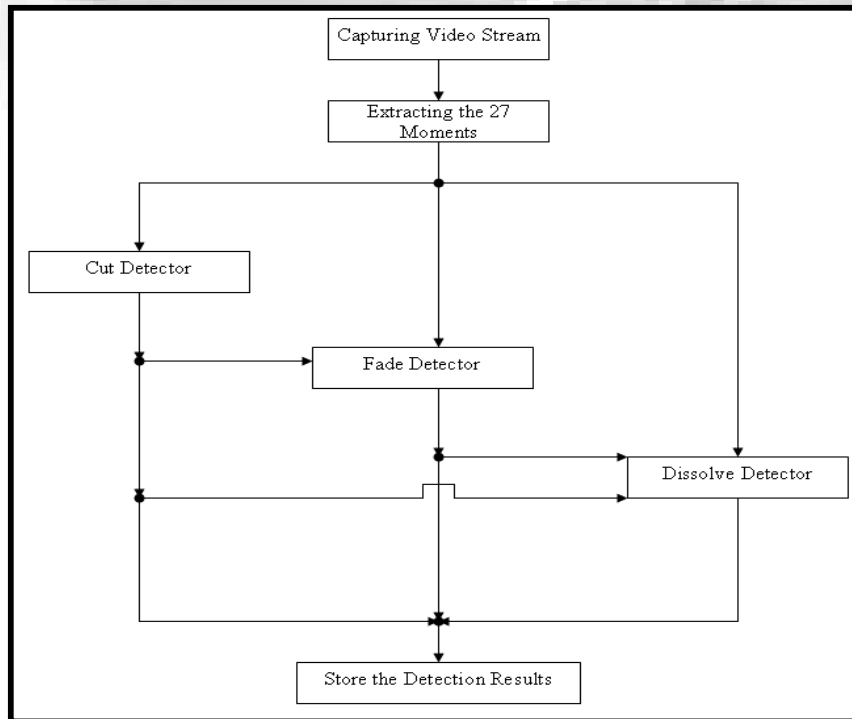 Capturing Video Stream
Extracting the 27
Moments
Cut Detector
Fade Detector
Dissolve Detector
Store the Detection Results